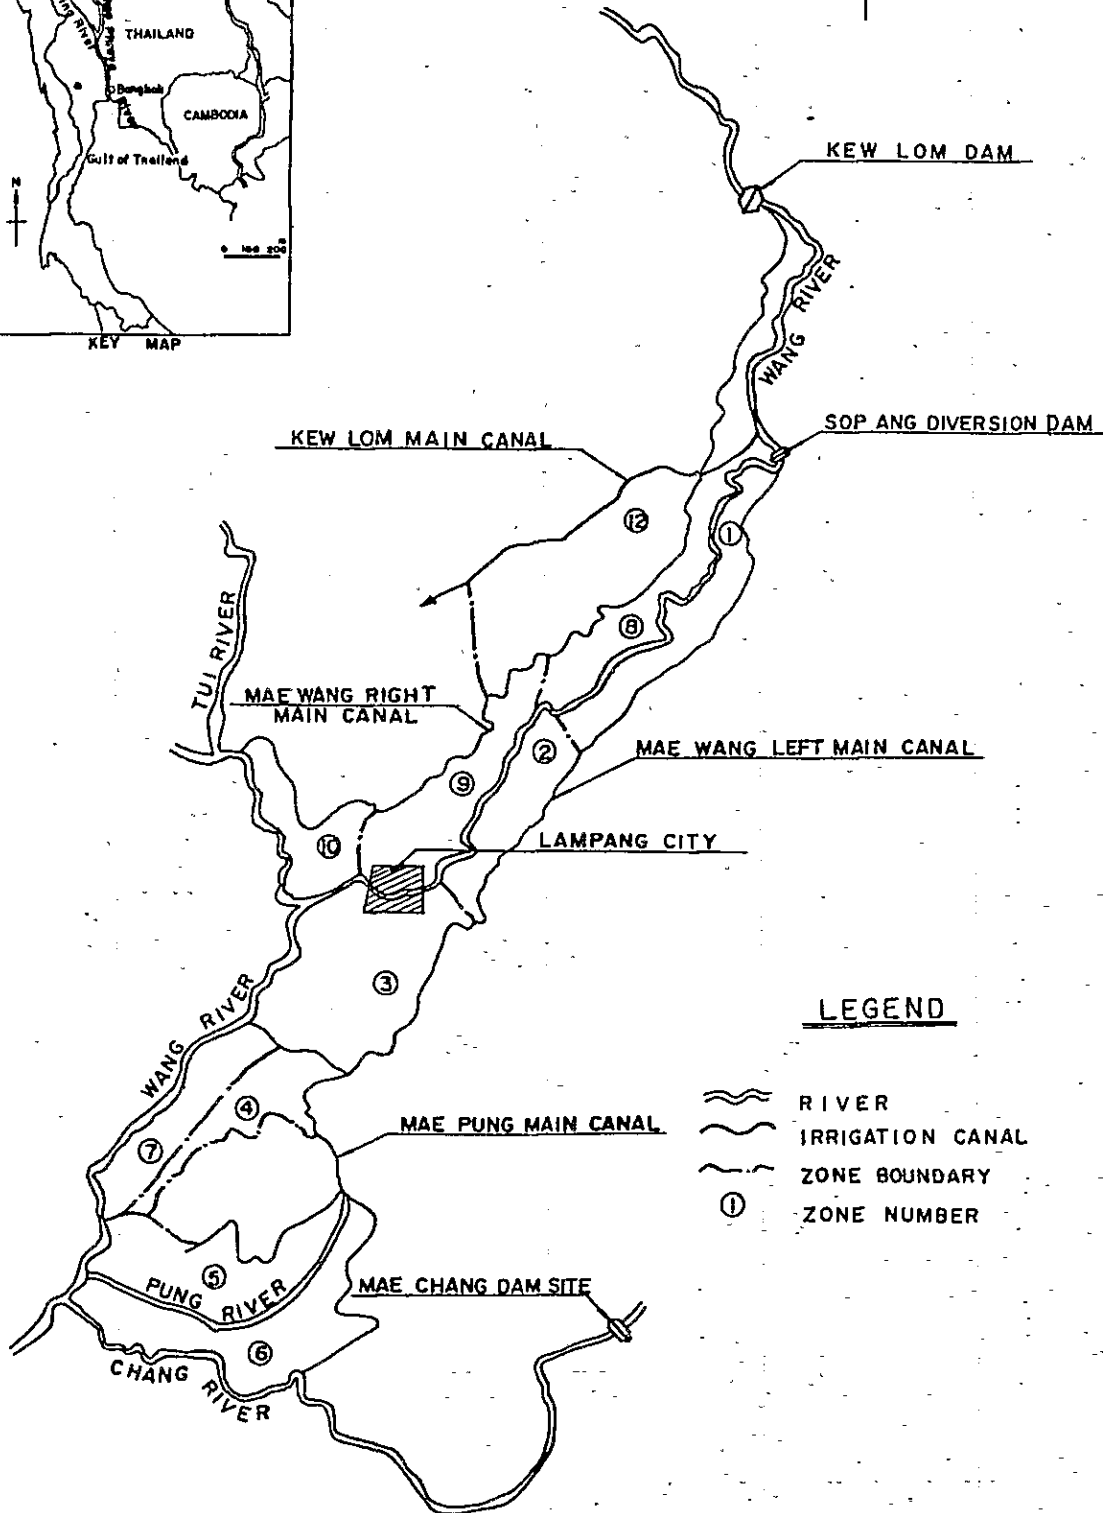 THAILAND
Bangkok
CAMBODIA
Gulf of Thailand
N
KEY MAP
KEW LOM DAM
WANG RIVER
SOP ANG DIVERSION DAM
KEW LOM MAIN CANAL
12
1
8
TUI RIVER
MAE WANG RIGHT
MAIN CANAL
2
MAE WANG LEFT MAIN CANAL
9
10
LAMPANG CITY
3
WANG RIVER
LEGEND
4
7
MAE PUNG MAIN CANAL
RIVER
IRRIGATION CANAL
ZONE BOUNDARY
1 ZONE NUMBER
5
PUNG RIVER
MAE CHANG DAM SITE
6
CHANG RIVER